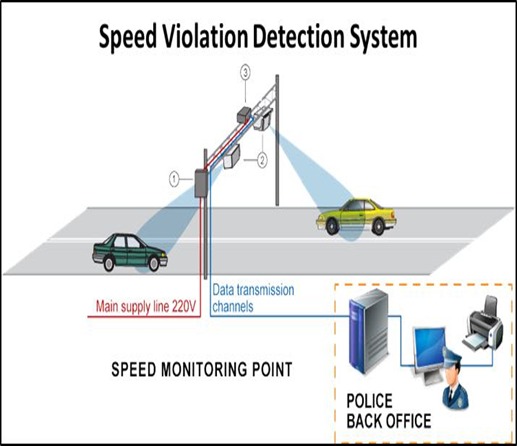 Speed Violation Detection System
3
2
1
Main supply line 220V
Data transmission
channels
SPEED MONITORING POINT
POLICE
BACK OFFICE